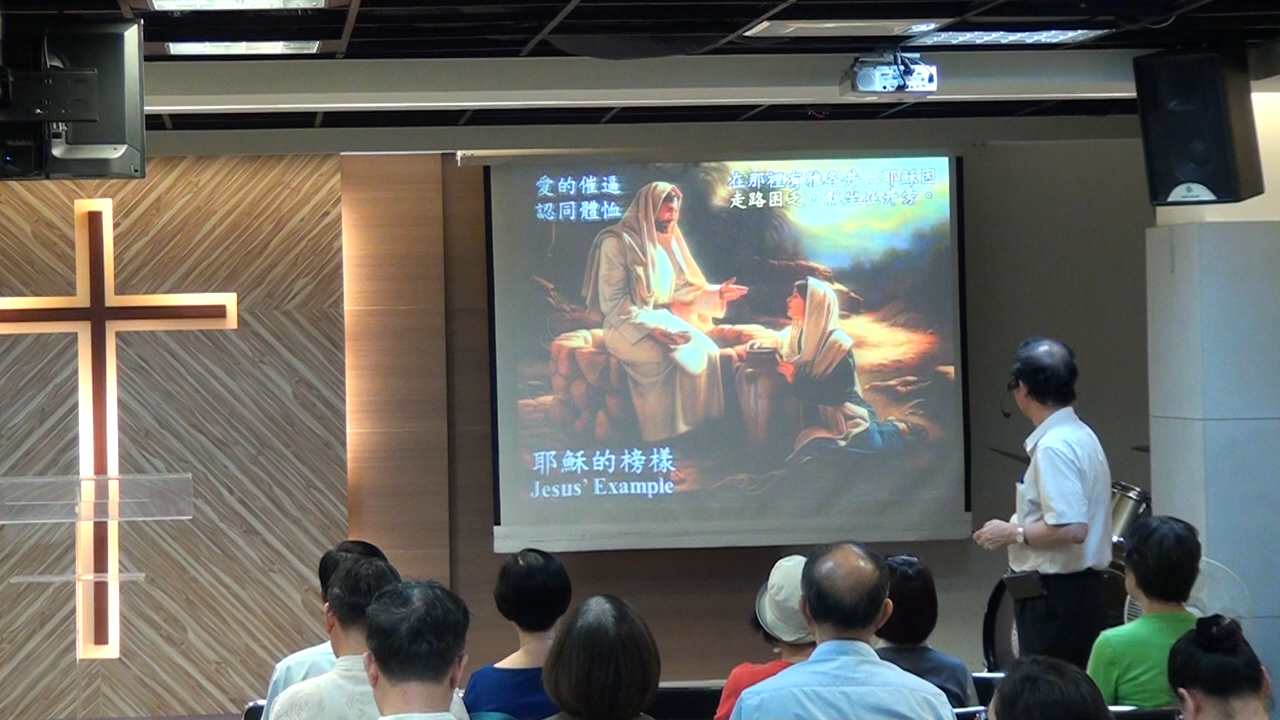 愛的催逼
認同體恤
在那裡有雅各井；耶穌因
走路困乏，就坐在井旁。
耶穌的榜樣
Jesus' Example